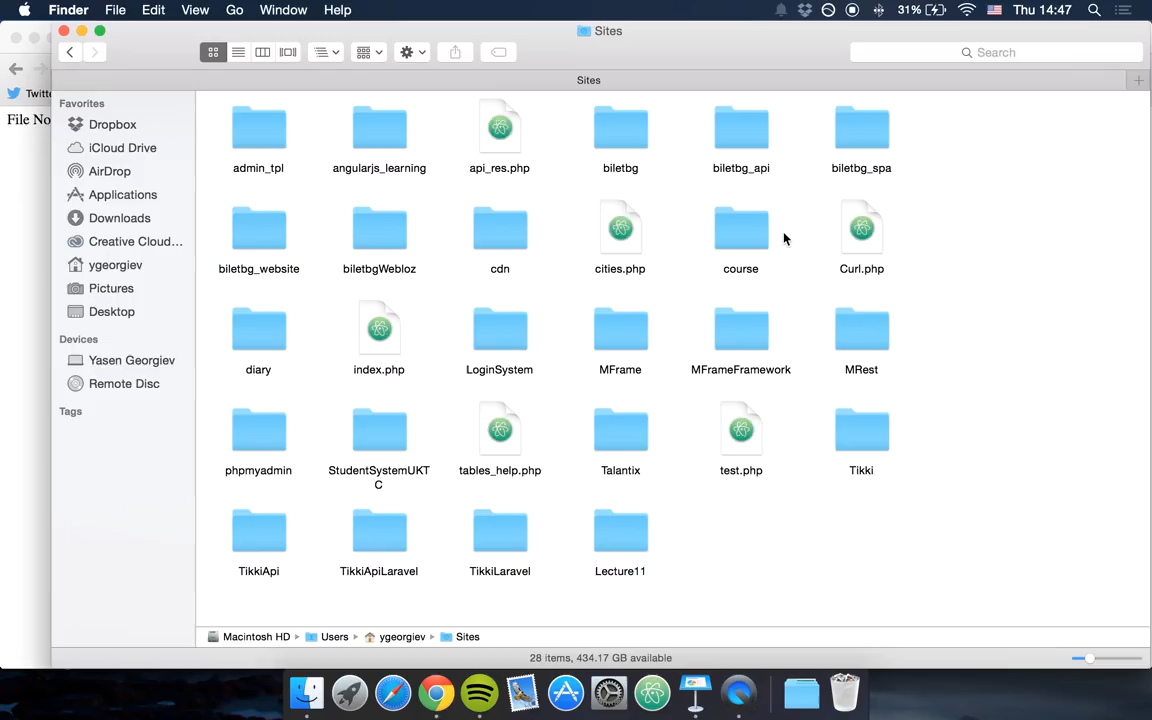 Finder File Edit View Go Window Help 31% Thu 14:47
Sites
Search
Sites
Twitte
File No
Favorites
Dropbox
iCloud Drive
AirDrop
Applications
Downloads
Creative Cloud...
ygeorgiev
Pictures
Desktop
Devices
Yasen Georgiev
Remote Disc
Tags
admin_tpl angularjs_learning api_res.php biletbg biletbg_api biletbg_spa
biletbg_website biletbgWebloz cdn cities.php course Curl.php
diary index.php LoginSystem MFrame MFrameFramework MRest
phpmyadmin StudentSystemUKT tables_help.php Talantix test.php Tikki
C
TikkiApi TikkiApiLaravel TikkiLaravel Lecture11
Macintosh HD Users ygeorgiev Sites
28 items, 434.17 GB available